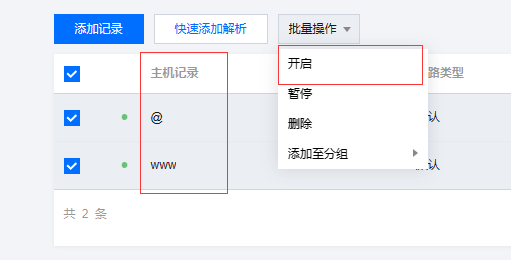 添加记录 快速添加解析 批量操作
主机记录 路类型
开启
@ 认
暂停
删除
www 认
添加至分组
共 2 条